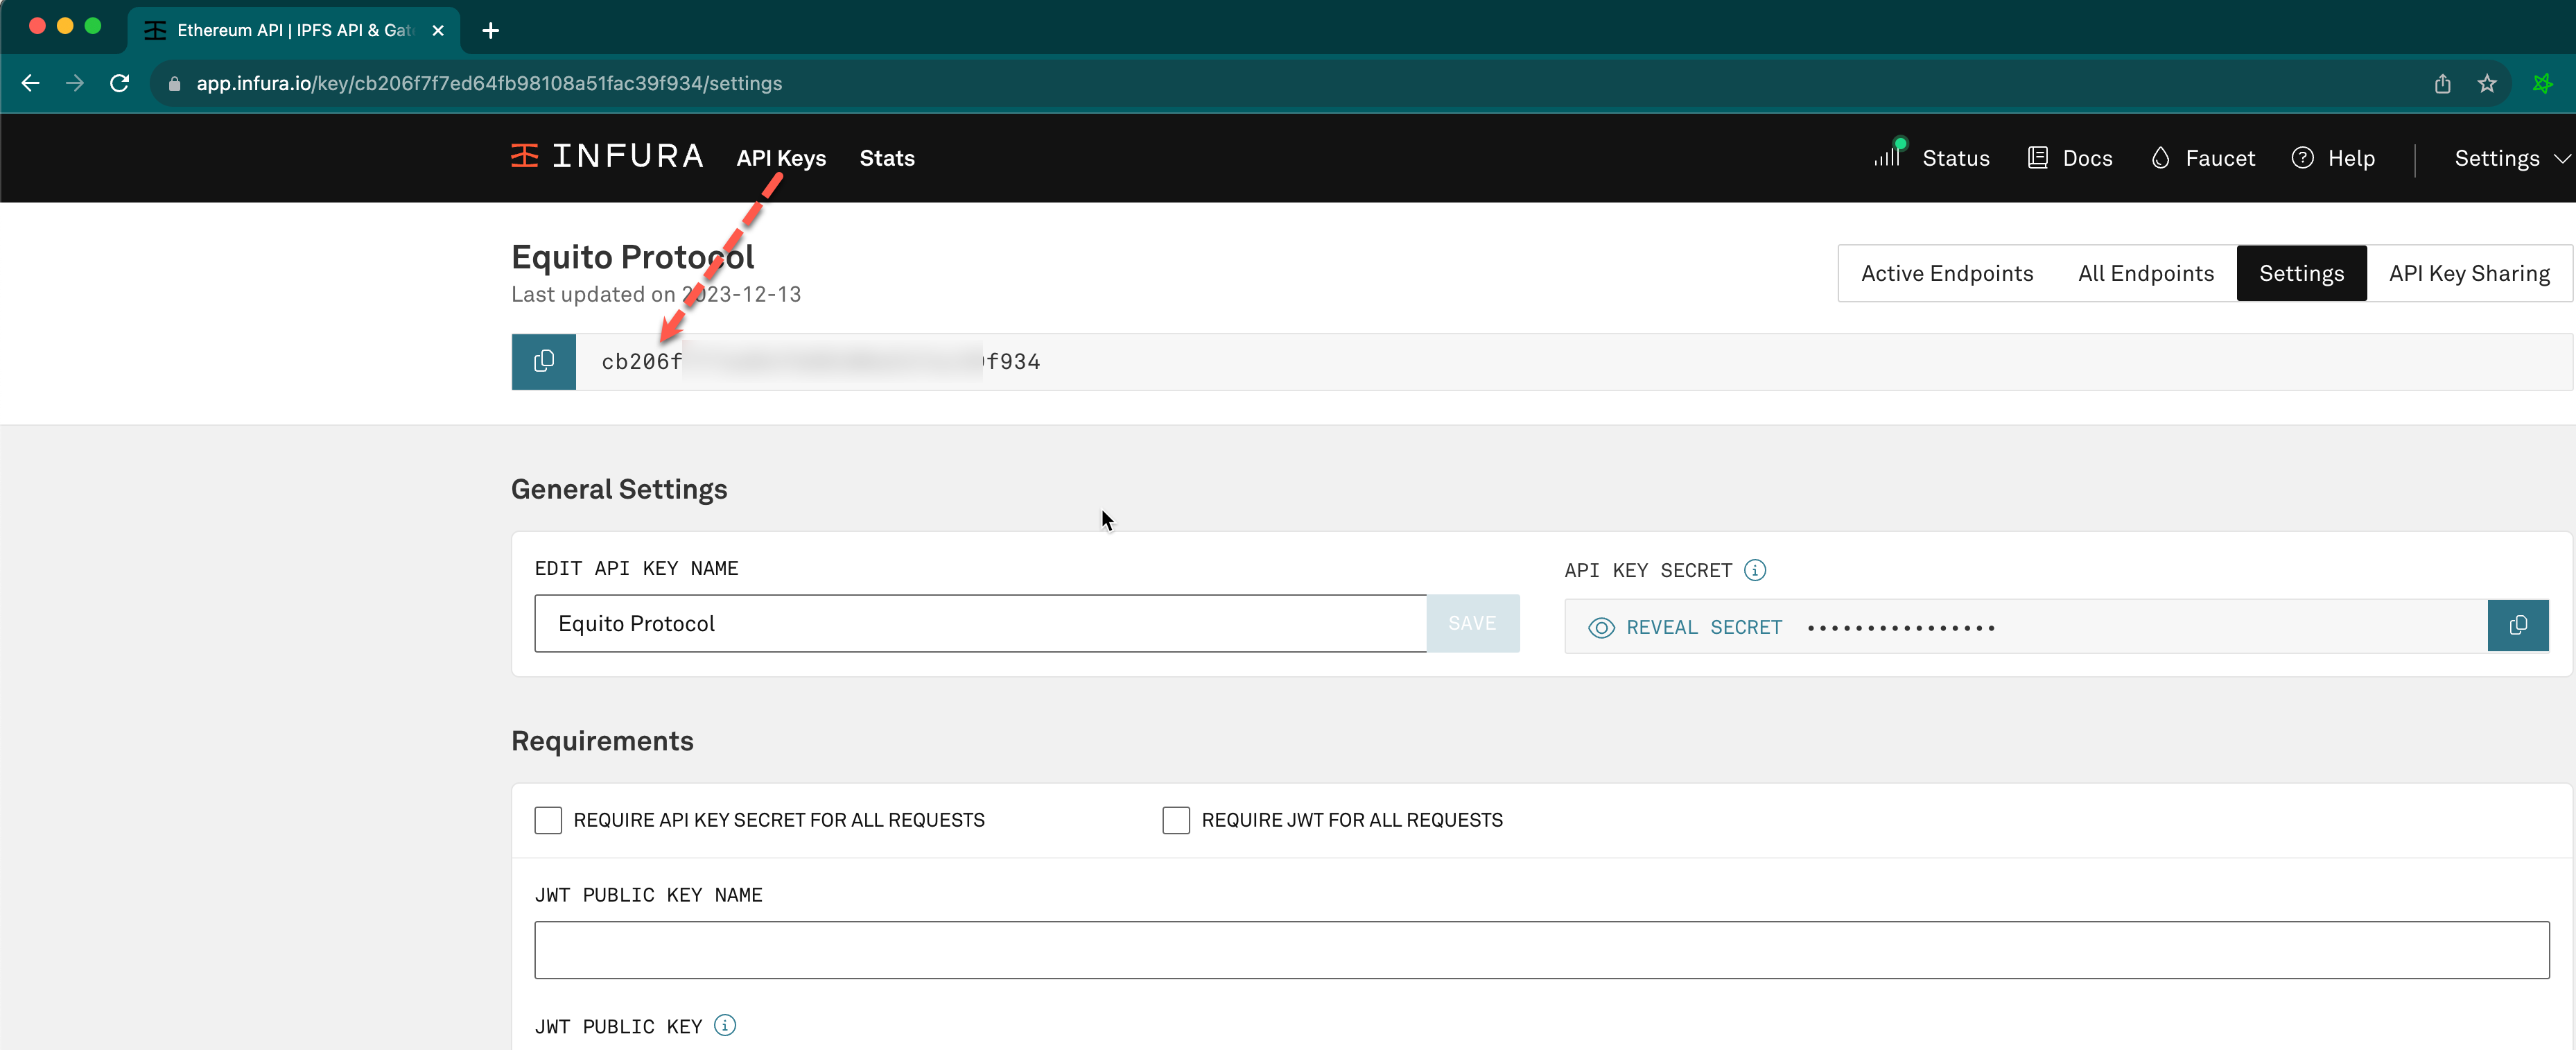 Ethereum API | IPFS API & Gat
app.infura.io/key/cb206f7f7ed64fb98108a51fac39f934/settings
INFURA API Keys Stats Status Docs Faucet Help Settings
Equito Protocol
Last updated on 2023-12-13
Active Endpoints All Endpoints Settings API Key Sharing
cb206f f934
General Settings
EDIT API KEY NAME
Equito Protocol SAVE
API KEY SECRET
REVEAL SECRET ••••••••••••••••
Requirements
REQUIRE API KEY SECRET FOR ALL REQUESTS REQUIRE JWT FOR ALL REQUESTS
JWT PUBLIC KEY NAME
JWT PUBLIC KEY